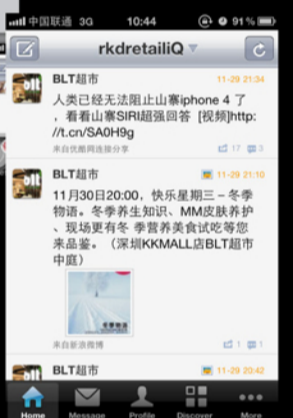 中国联通 3G 10:44 91%
rkdretailiQ
BLT超市 11-29 21:34
人类已经无法阻止山寨iphone 4 了
，看看山寨SIRI超强回答 [视频]http:
//t.cn/SA0H9g
来自优酷网连接分享 17 3
BLT超市 11-29 21:10
11月30日20:00，快乐星期三－冬季
物语。冬季养生知识、MM皮肤养护
、现场更有冬 季营养美食试吃等您
来品鉴。（深圳KKMALL店BLT超市
中庭）
冬季物语
来自新浪微博 1 1
BLT超市 11-29 20:42
Home Message Profile Discover More